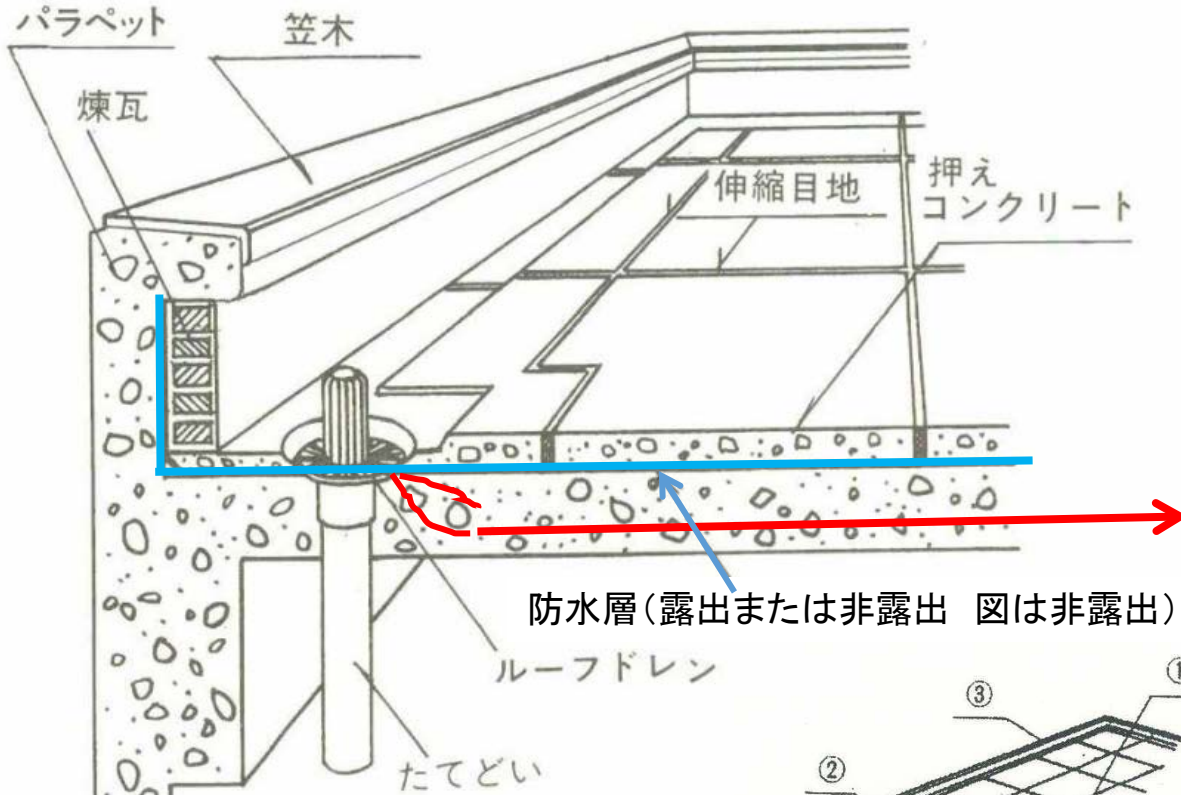 パラペット
笠木
煉瓦
伸縮目地
押え
コンクリート
防水層(露出または非露出　図は非露出)
ルーフドレン
たてどい
③
②